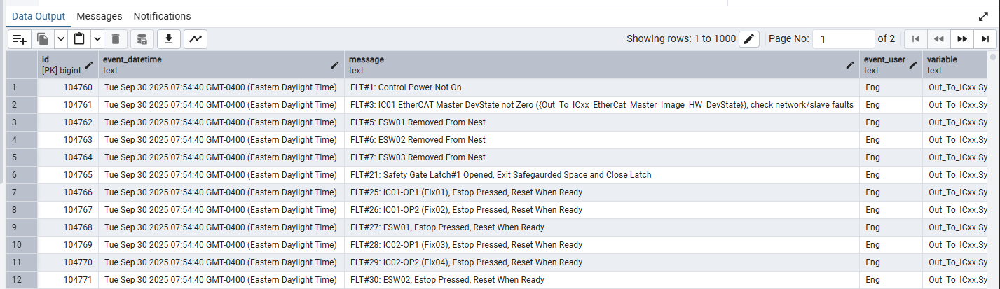 Data Output Messages Notifications
Showing rows: 1 to 1000 Page No: 1 of 2
id event_datetime message event_user variable
[PK] bigint text text text text
1 104760 Tue Sep 30 2025 07:54:40 GMT-0400 (Eastern Daylight Time) FLT#1: Control Power Not On Eng Out_To_ICxx.Sy
2 104761 Tue Sep 30 2025 07:54:40 GMT-0400 (Eastern Daylight Time) FLT#3: IC01 EtherCAT Master DevState not Zero ({Out_To_ICxx_EtherCat_Master_Image_HW_DevState}), check network/slave faults Eng Out_To_ICxx.Sy
3 104762 Tue Sep 30 2025 07:54:40 GMT-0400 (Eastern Daylight Time) FLT#5: ESW01 Removed From Nest Eng Out_To_ICxx.Sy
4 104763 Tue Sep 30 2025 07:54:40 GMT-0400 (Eastern Daylight Time) FLT#6: ESW02 Removed From Nest Eng Out_To_ICxx.Sy
5 104764 Tue Sep 30 2025 07:54:40 GMT-0400 (Eastern Daylight Time) FLT#7: ESW03 Removed From Nest Eng Out_To_ICxx.Sy
6 104765 Tue Sep 30 2025 07:54:40 GMT-0400 (Eastern Daylight Time) FLT#21: Safety Gate Latch#1 Opened, Exit Safegaurded Space and Close Latch Eng Out_To_ICxx.Sy
7 104766 Tue Sep 30 2025 07:54:40 GMT-0400 (Eastern Daylight Time) FLT#25: IC01-OP1 (Fix01), Estop Pressed, Reset When Ready Eng Out_To_ICxx.Sy
8 104767 Tue Sep 30 2025 07:54:40 GMT-0400 (Eastern Daylight Time) FLT#26: IC01-OP2 (Fix02), Estop Pressed, Reset When Ready Eng Out_To_ICxx.Sy
9 104768 Tue Sep 30 2025 07:54:40 GMT-0400 (Eastern Daylight Time) FLT#27: ESW01, Estop Pressed, Reset When Ready Eng Out_To_ICxx.Sy
10 104769 Tue Sep 30 2025 07:54:40 GMT-0400 (Eastern Daylight Time) FLT#28: IC02-OP1 (Fix03), Estop Pressed, Reset When Ready Eng Out_To_ICxx.Sy
11 104770 Tue Sep 30 2025 07:54:40 GMT-0400 (Eastern Daylight Time) FLT#29: IC02-OP2 (Fix04), Estop Pressed, Reset When Ready Eng Out_To_ICxx.Sy
12 104771 Tue Sep 30 2025 07:54:40 GMT-0400 (Eastern Daylight Time) FLT#30: ESW02, Estop Pressed, Reset When Ready Eng Out_To_ICxx.Sy